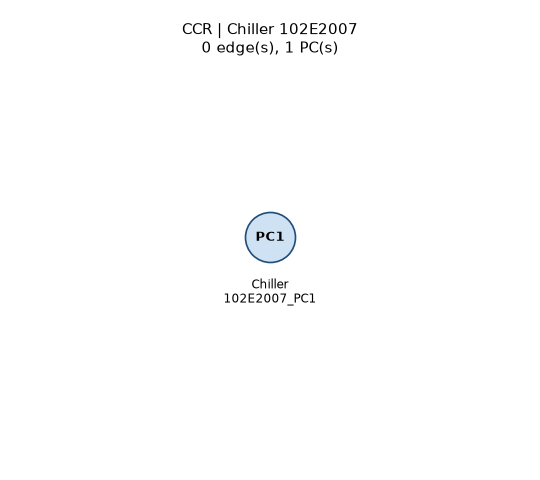 CCR | Chiller 102E2007
0 edge(s), 1 PC(s)
PC1
Chiller
102E2007_PC1